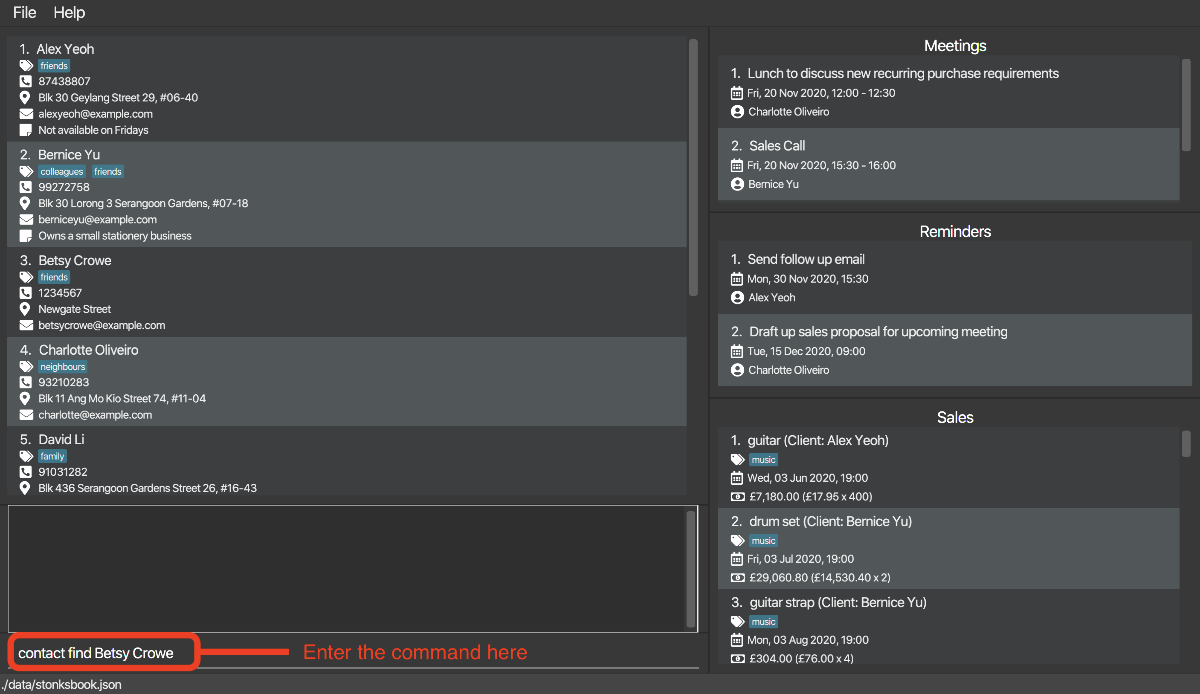 File Help
1. Alex Yeoh
friends
87438807
Blk 30 Geylang Street 29, #06-40
alexyeoh@example.com
Not available on Fridays
2. Bernice Yu
colleagues friends
99272758
Blk 30 Lorong 3 Serangoon Gardens, #07-18
berniceyu@example.com
Owns a small stationery business
3. Betsy Crowe
friends
1234567
Newgate Street
betsycrowe@example.com
4. Charlotte Oliveiro
neighbours
93210283
Blk 11 Ang Mo Kio Street 74, #11-04
charlotte@example.com
5. David Li
family
91031282
Blk 436 Serangoon Gardens Street 26, #16-43
contact find Betsy Crowe
Enter the command here
./data/stonksbook.json
Meetings
1. Lunch to discuss new recurring purchase requirements
Fri, 20 Nov 2020, 12:00 - 12:30
Charlotte Oliveiro
2. Sales Call
Fri, 20 Nov 2020, 15:30 - 16:00
Bernice Yu
Reminders
1. Send follow up email
Mon, 30 Nov 2020, 15:30
Alex Yeoh
2. Draft up sales proposal for upcoming meeting
Tue, 15 Dec 2020, 09:00
Charlotte Oliveiro
Sales
1. guitar (Client: Alex Yeoh)
music
Wed, 03 Jun 2020, 19:00
£7,180.00 (£17.95 x 400)
2. drum set (Client: Bernice Yu)
music
Fri, 03 Jul 2020, 19:00
£29,060.80 (£14,530.40 x 2)
3. guitar strap (Client: Bernice Yu)
music
Mon, 03 Aug 2020, 19:00
£304.00 (£76.00 x 4)